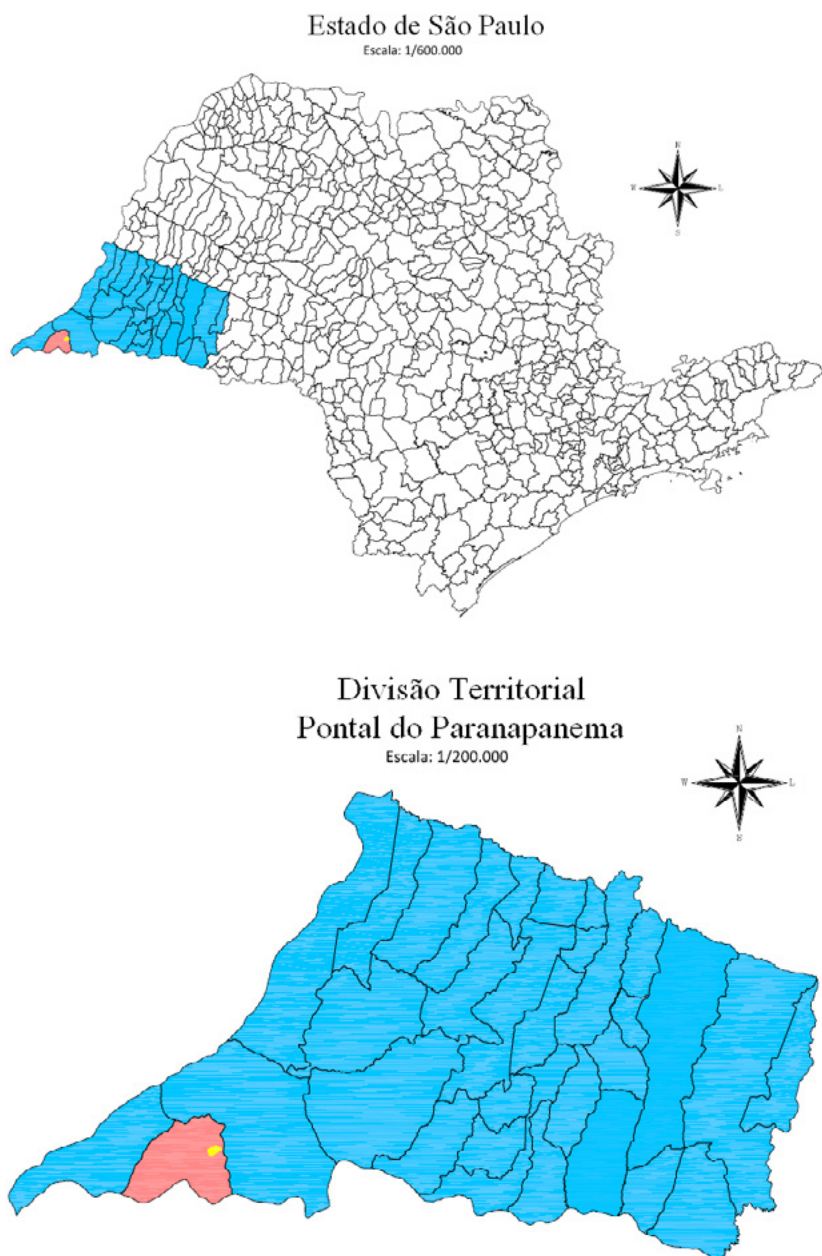 Estado de São Paulo
Escala: 1/600.000
N
W
L
S
Divisão Territorial
Pontal do Paranapanema
Escala: 1/200.000
N
W
L
S